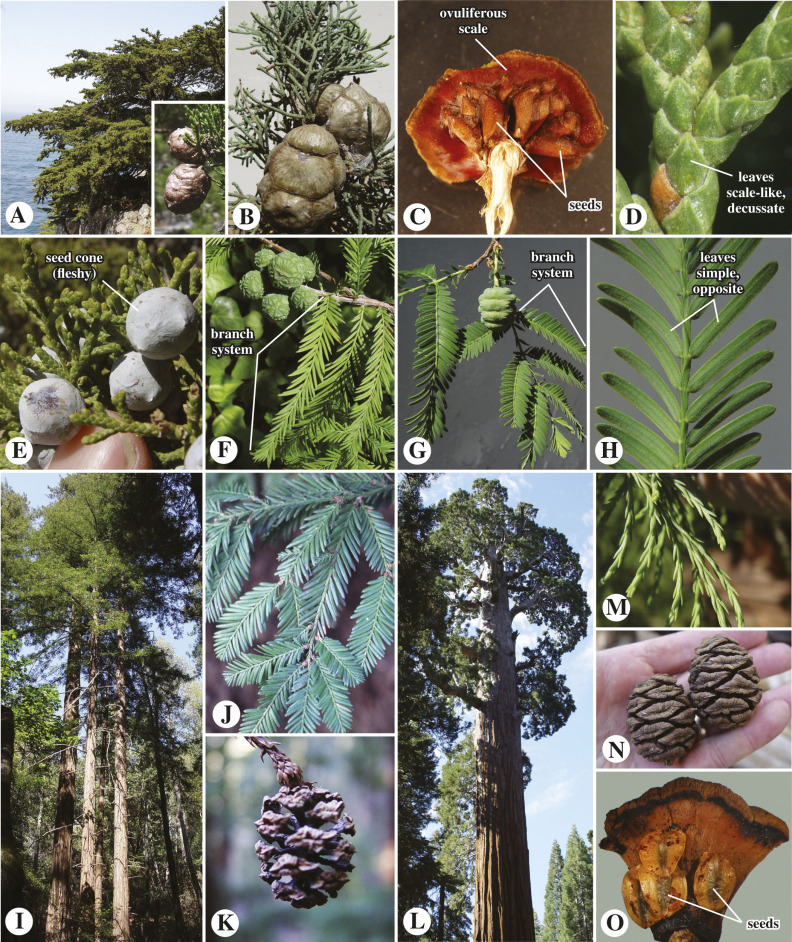 A
B
ovuliferous
scale
seeds
C
leaves
scale-like,
decussate
D
seed cone
(fleshy)
E
branch
system
F
branch
system
G
leaves
simple,
opposite
H
I
J
K
L
M
N
seeds
O